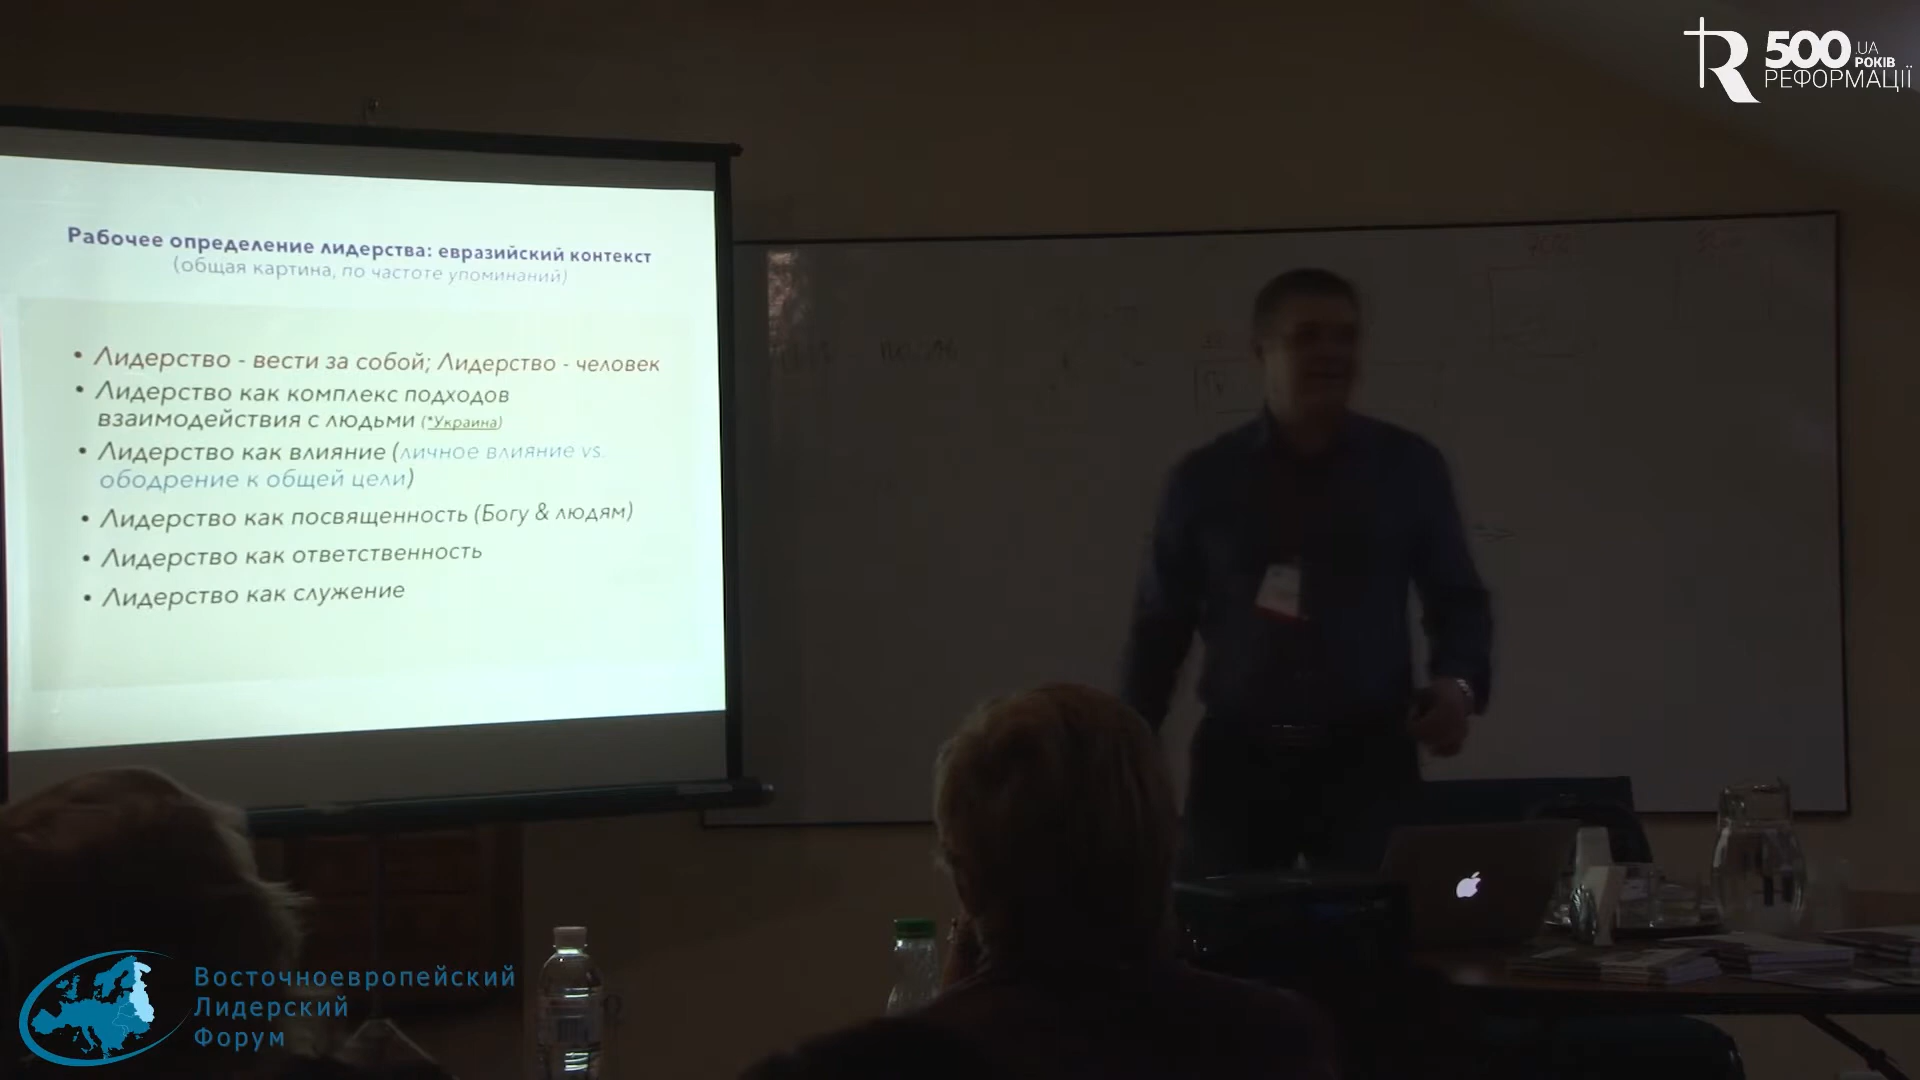 500
.UA
РОКІВ
РЕФОРМАЦІЇ
Рабочее определение лидерства: евразийский контекст
(общая картина, по частоте упоминаний)
• Лидерство - вести за собой; Лидерство - человек
• Лидерство как комплекс подходов
взаимодействия с людьми (*Украина)
• Лидерство как влияние (личное влияние vs.
ободрение к общей цели)
• Лидерство как посвященность (Богу & людям)
• Лидерство как ответственность
• Лидерство как служение
Восточноевропейский
Лидерский
Форум